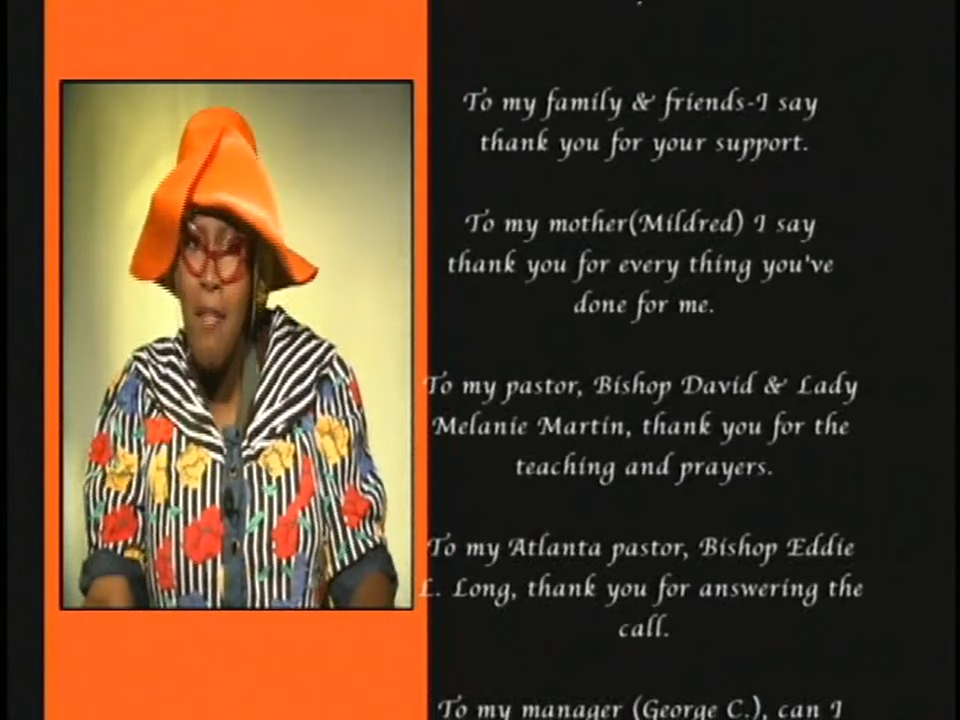 To my family & friends-I say
thank you for your support.
To my mother(Mildred) I say
thank you for every thing you've
done for me.
To my pastor, Bishop David & Lady
Melanie Martin, thank you for the
teaching and prayers.
To my Atlanta pastor, Bishop Eddie
L. Long, thank you for answering the
call.
To my manager (George C.), can I